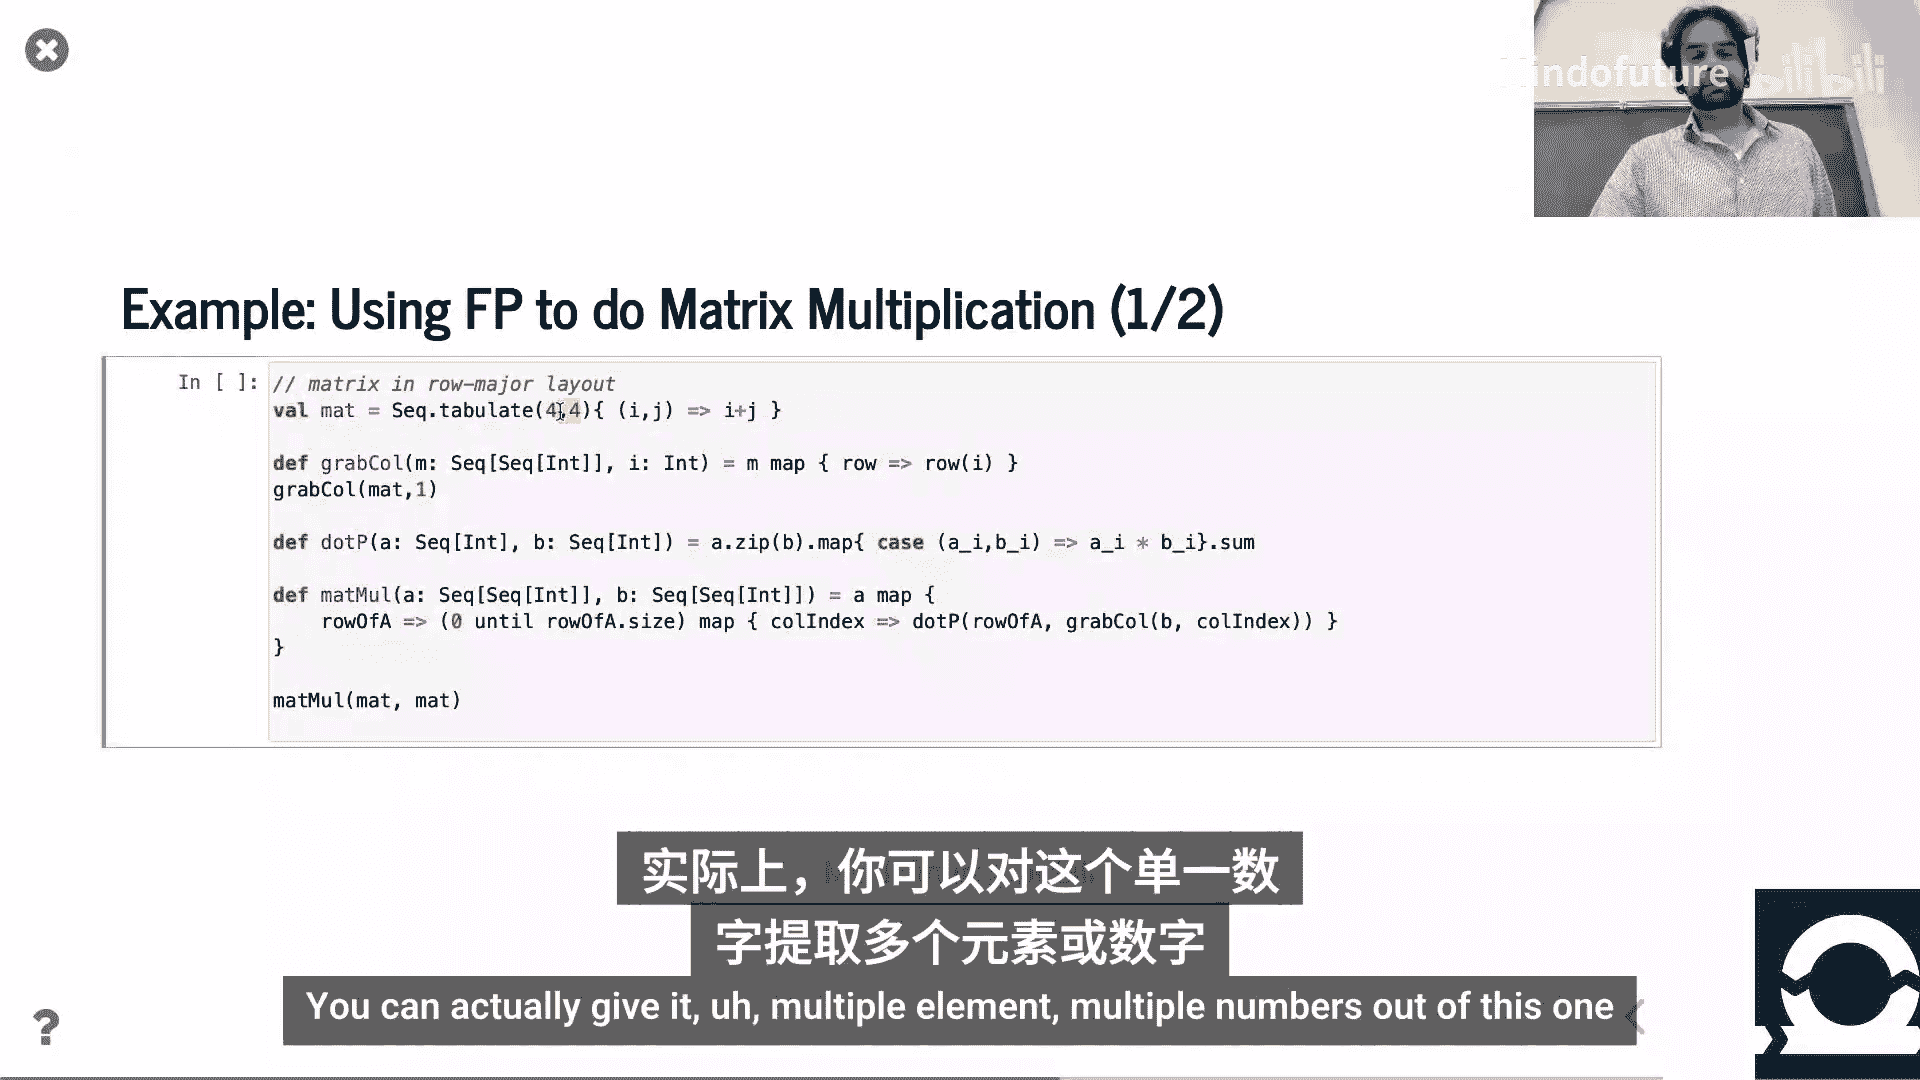 indofuture bilibili
Example: Using FP to do Matrix Multiplication (1/2)
In [ ]:
// matrix in row-major layout
val mat = Seq.tabulate(4,4){ (i,j) => i+j }
def grabCol(m: Seq[Seq[Int]], i: Int) = m map { row => row(i) }
grabCol(mat,1)
def dotP(a: Seq[Int], b: Seq[Int]) = a.zip(b).map{ case (a_i,b_i) => a_i * b_i}.sum
def matMul(a: Seq[Seq[Int]], b: Seq[Seq[Int]]) = a map {
    rowOfA => (0 until rowOfA.size) map { colIndex => dotP(rowOfA, grabCol(b, colIndex)) }
}
matMul(mat, mat)
实际上，你可以对这个单一数
字提取多个元素或数字
You can actually give it, uh, multiple element, multiple numbers out of this one
?